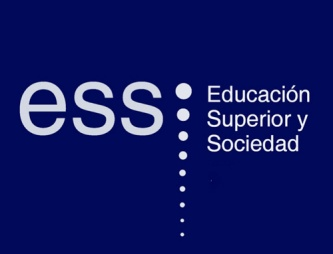 ess
Educación
Superior y
Sociedad